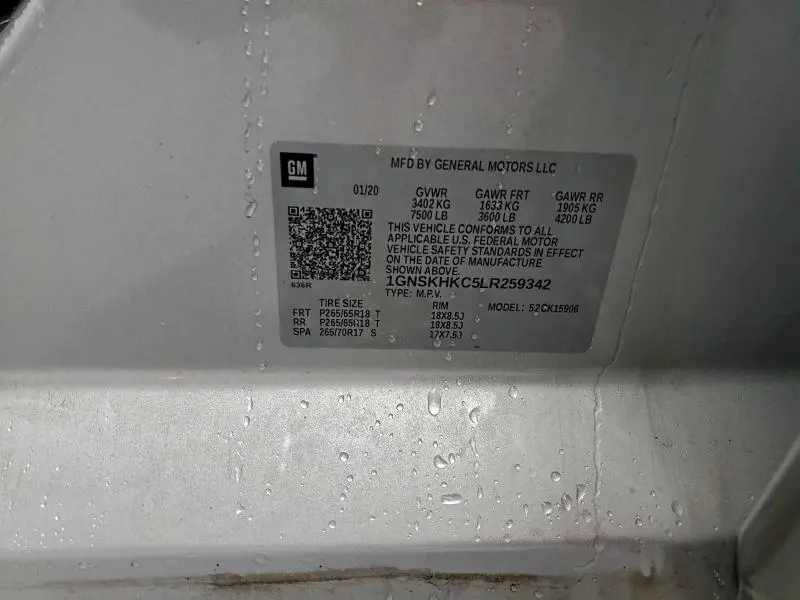 GM
MFD BY GENERAL MOTORS LLC
01/20
GVWR GAWR FRT GAWR RR
3402 KG 1633 KG 1905 KG
7500 LB 3600 LB 4200 LB
THIS VEHICLE CONFORMS TO ALL
APPLICABLE U.S. FEDERAL MOTOR
VEHICLE SAFETY STANDARDS IN EFFECT
ON THE DATE OF MANUFACTURE
SHOWN ABOVE.
1GNSKHKC5LR259342
636R
TYPE: M.P.V. MODEL: 52CK15906
TIRE SIZE RIM
FRT P265/65R18 T 18X8.5J
RR P265/65R18 T 18X8.5J
SPA 265/70R17 S 17X7.5J